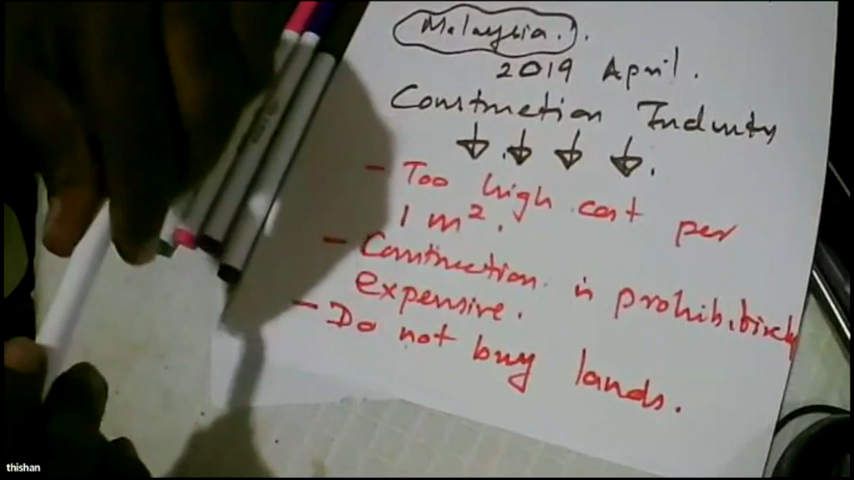 Malaysia.
2019 April.
Construction Industry
- Too high cost per
1 m².
- Construction is prohibitively
expensive.
- Do not buy lands.
thishan